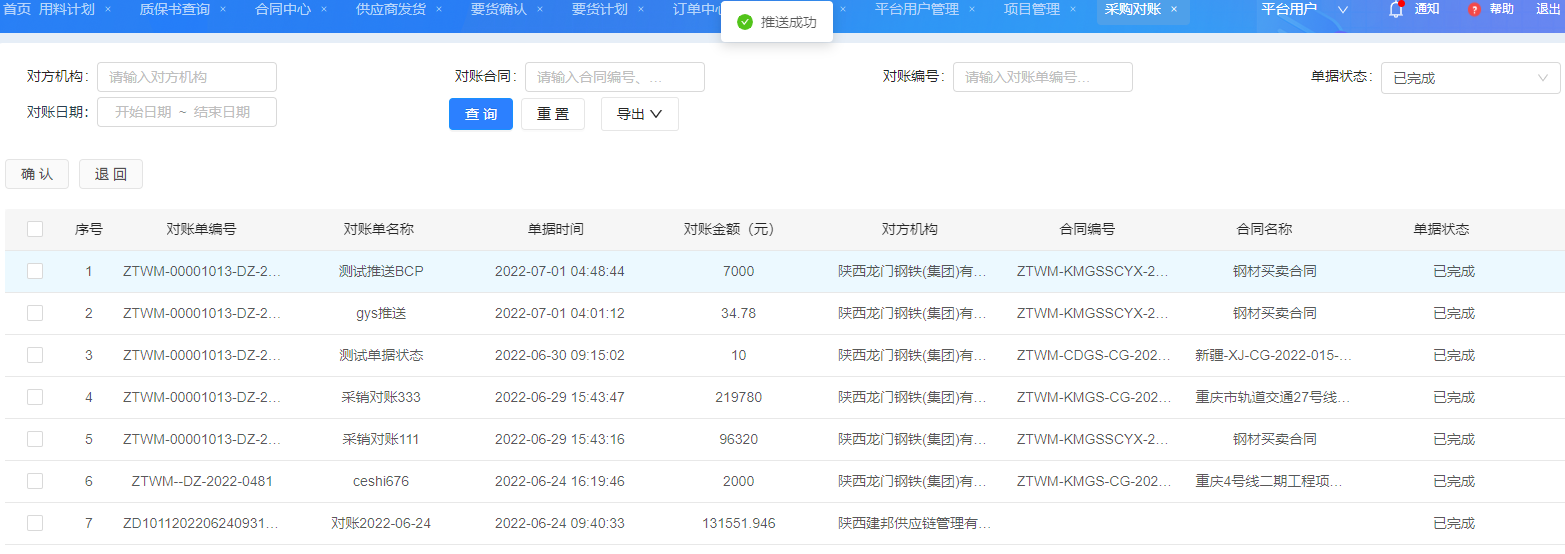 首页 用料计划 × 质保书查询 × 合同中心 × 供应商发货 × 要货确认 × 要货计划 × 订单中心 × 平台用户管理 × 项目管理 × 采购对账 × 平台用户 通知 ? 帮助 退出
推送成功
对方机构: 请输入对方机构 对账合同: 请输入合同编号、... 对账编号: 请输入对账单编号... 单据状态: 已完成
对账日期: 开始日期 ~ 结束日期 查 询 重 置 导出
确 认 退 回
序号 对账单编号 对账单名称 单据时间 对账金额（元） 对方机构 合同编号 合同名称 单据状态
1 ZTWM-00001013-DZ-2... 测试推送BCP 2022-07-01 04:48:44 7000 陕西龙门钢铁(集团)有... ZTWM-KMGSSCYX-2... 钢材买卖合同 已完成
2 ZTWM-00001013-DZ-2... gys推送 2022-07-01 04:01:12 34.78 陕西龙门钢铁(集团)有... ZTWM-KMGSSCYX-2... 钢材买卖合同 已完成
3 ZTWM-00001013-DZ-2... 测试单据状态 2022-06-30 09:15:02 10 陕西龙门钢铁(集团)有... ZTWM-CDGS-CG-202... 新疆-XJ-CG-2022-015-... 已完成
4 ZTWM-00001013-DZ-2... 采销对账333 2022-06-29 15:43:47 219780 陕西龙门钢铁(集团)有... ZTWM-KMGS-CG-202... 重庆市轨道交通27号线... 已完成
5 ZTWM-00001013-DZ-2... 采销对账111 2022-06-29 15:43:16 96320 陕西龙门钢铁(集团)有... ZTWM-KMGSSCYX-2... 钢材买卖合同 已完成
6 ZTWM--DZ-2022-0481 ceshi676 2022-06-24 16:19:46 2000 陕西龙门钢铁(集团)有... ZTWM-KMGS-CG-202... 重庆4号线二期工程项... 已完成
7 ZD1011202206240931... 对账2022-06-24 2022-06-24 09:40:33 131551.946 陕西建邦供应链管理有... 已完成